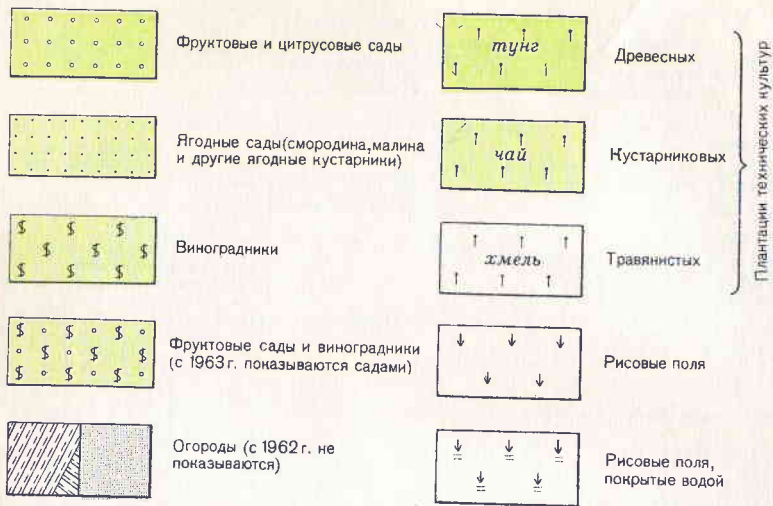 Фруктовые и цитрусовые сады
Ягодные сады (смородина, малина
и другие ягодные кустарники)
Виноградники
Фруктовые сады и виноградники
(с 1963 г. показываются садами)
Огороды (с 1962 г. не
показываются)
тунг
Древесных
чай
Кустарниковых
хмель
Травянистых
Плантации технических культур
Рисовые поля
Рисовые поля,
покрытые водой